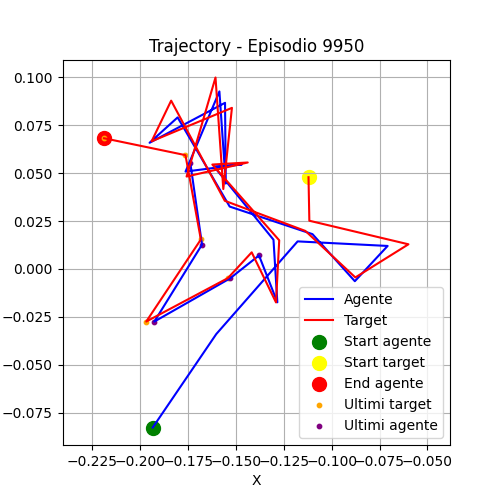 Trajectory - Episodio 9950
0.100
0.075
0.050
0.025
0.000
−0.025
−0.050
−0.075
Agente
Target
Start agente
Start target
End agente
Ultimi target
Ultimi agente
−0.225 −0.200 −0.175 −0.150 −0.125 −0.100 −0.075 −0.050
X